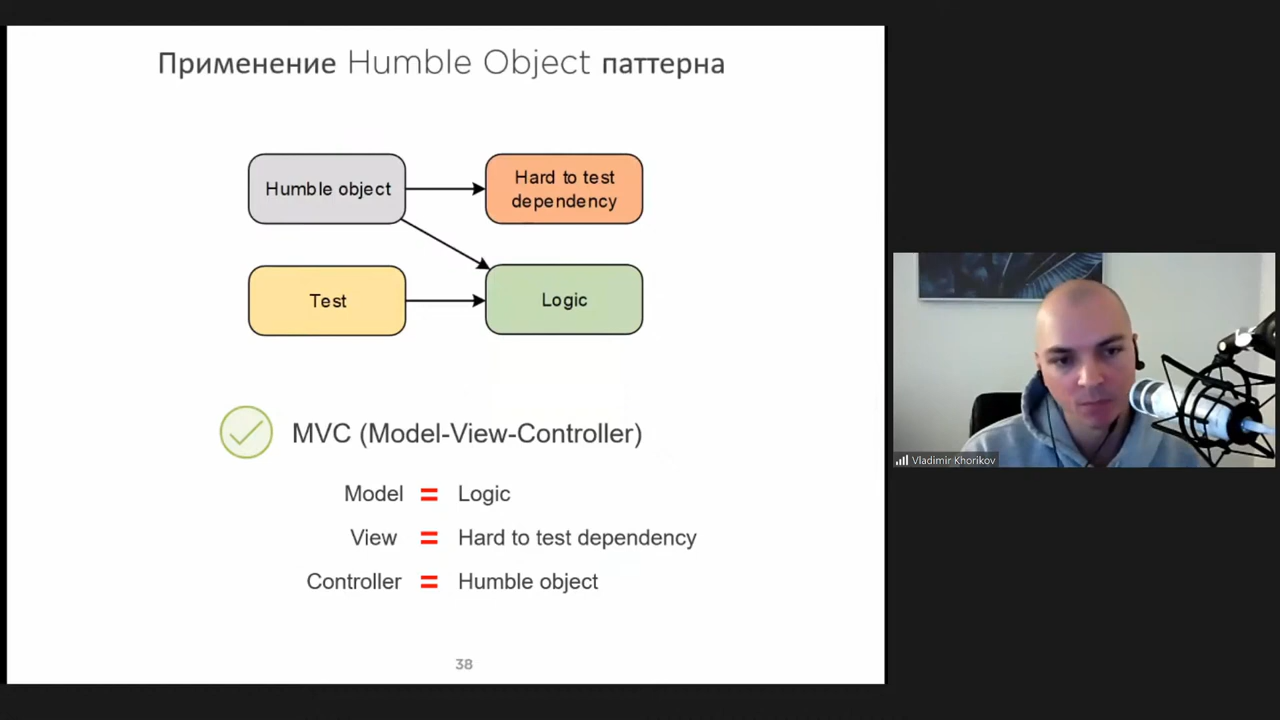 Применение Humble Object паттерна
Humble object
Hard to test
dependency
Test
Logic
MVC (Model-View-Controller)
Model = Logic
View = Hard to test dependency
Controller = Humble object
38
Vladimir Khorikov